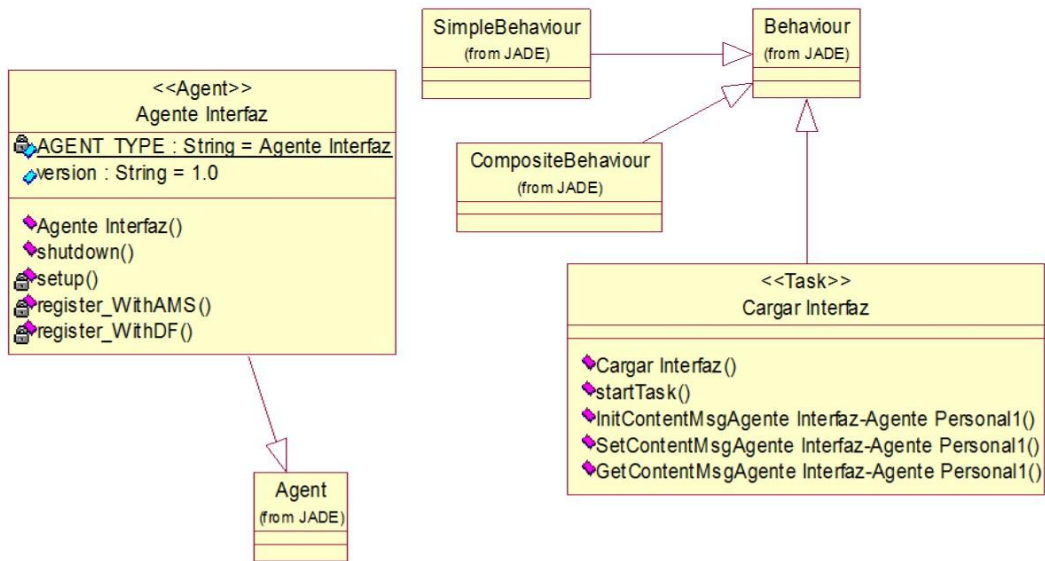 SimpleBehaviour
(from JADE)
Behaviour
(from JADE)
<<Agent>>
Agente Interfaz
AGENT_TYPE : String = Agente Interfaz
version : String = 1.0
Agente Interfaz()
shutdown()
setup()
register_WithAMS()
register_WithDF()
CompositeBehaviour
(from JADE)
<<Task>>
Cargar Interfaz
Cargar Interfaz()
startTask()
InitContentMsgAgente Interfaz-Agente Personal1()
SetContentMsgAgente Interfaz-Agente Personal1()
GetContentMsgAgente Interfaz-Agente Personal1()
Agent
(from JADE)